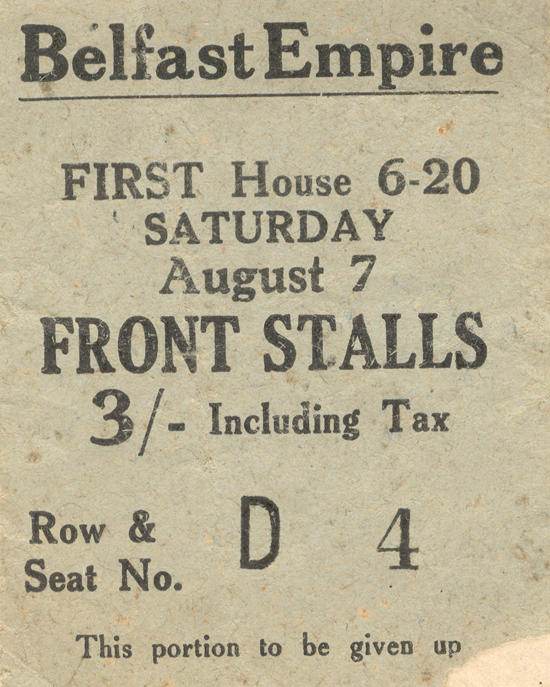 Belfast Empire
FIRST House 6-20
SATURDAY
August 7
FRONT STALLS
3/- Including Tax
Row &
Seat No.
D 4
This portion to be given up